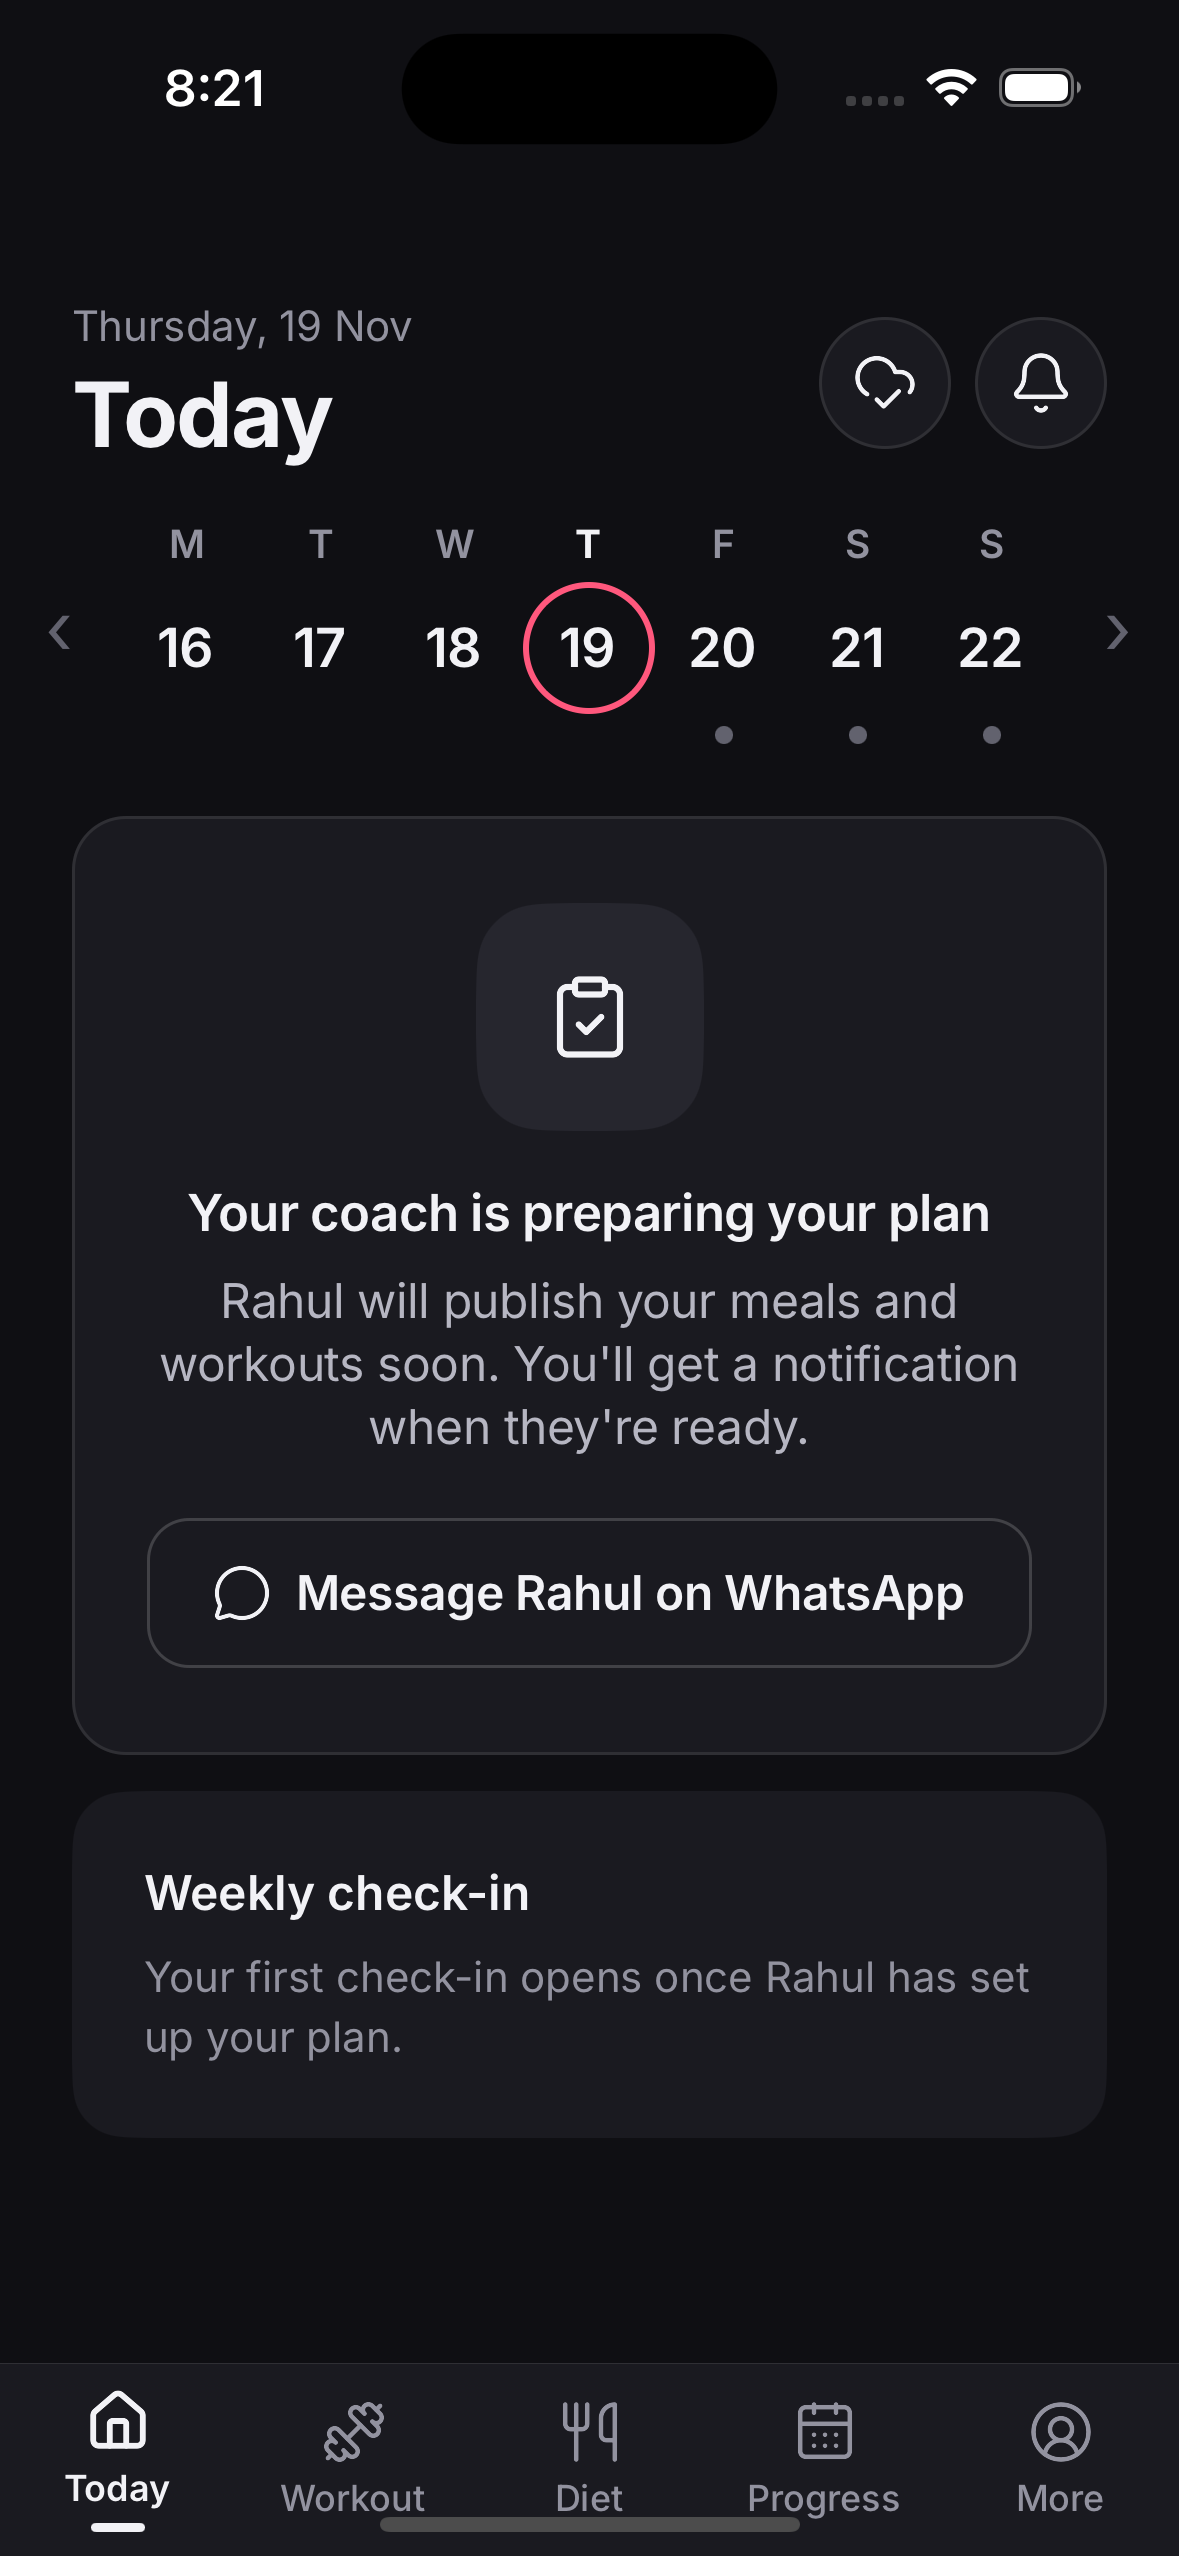 8:21
Thursday, 19 Nov
Today
M T W T F S S
16 17 18 19 20 21 22
Your coach is preparing your plan
Rahul will publish your meals and
workouts soon. You'll get a notification
when they're ready.
Message Rahul on WhatsApp
Weekly check-in
Your first check-in opens once Rahul has set
up your plan.
Today Workout Diet Progress More